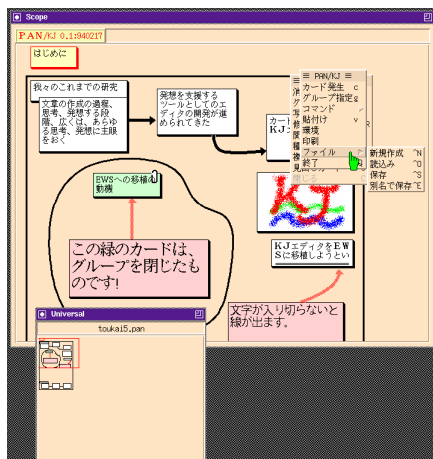 Scope
PAN/KJ 0.1:940217
はじめに
我々のこれまでの研究
文章の作成の過程、
思考、発想する段
階、広くは、あらゆ
る思考、発想に主眼
をおく
発想を支援する
ツールとしてのエ
ディタの開発が進
められてきた
カード
KJエ
≡ PAN/KJ ≡
カード発生 c
グループ指定g
コマンド
貼付け v
環境
印刷
ファイル
終了
新規作成 ^N
読込み ^O
保存 ^S
別名で保存^E
EWSへの移植の
動機
この緑のカードは、
グループを閉じたも
のです!
KJエディタをEW
Sに移植しようとい
文字が入り切らないと
線が出ます。
Universal
toukai5.pan